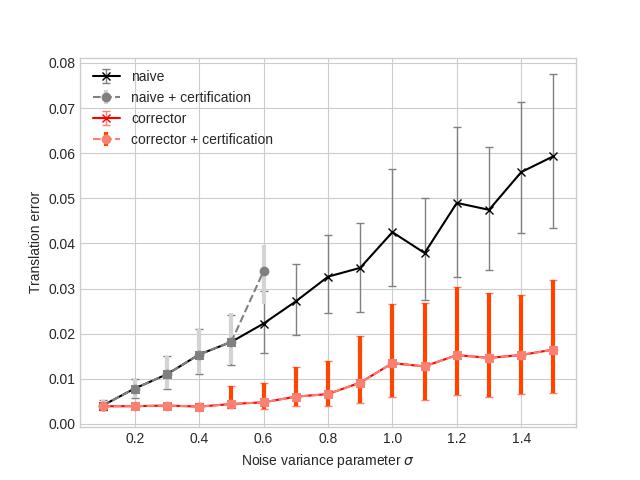 0.08
0.07
0.06
0.05
0.04
0.03
0.02
0.01
0.00
Translation error
naive
naive + certification
corrector
corrector + certification
0.2 0.4 0.6 0.8 1.0 1.2 1.4
Noise variance parameter σ